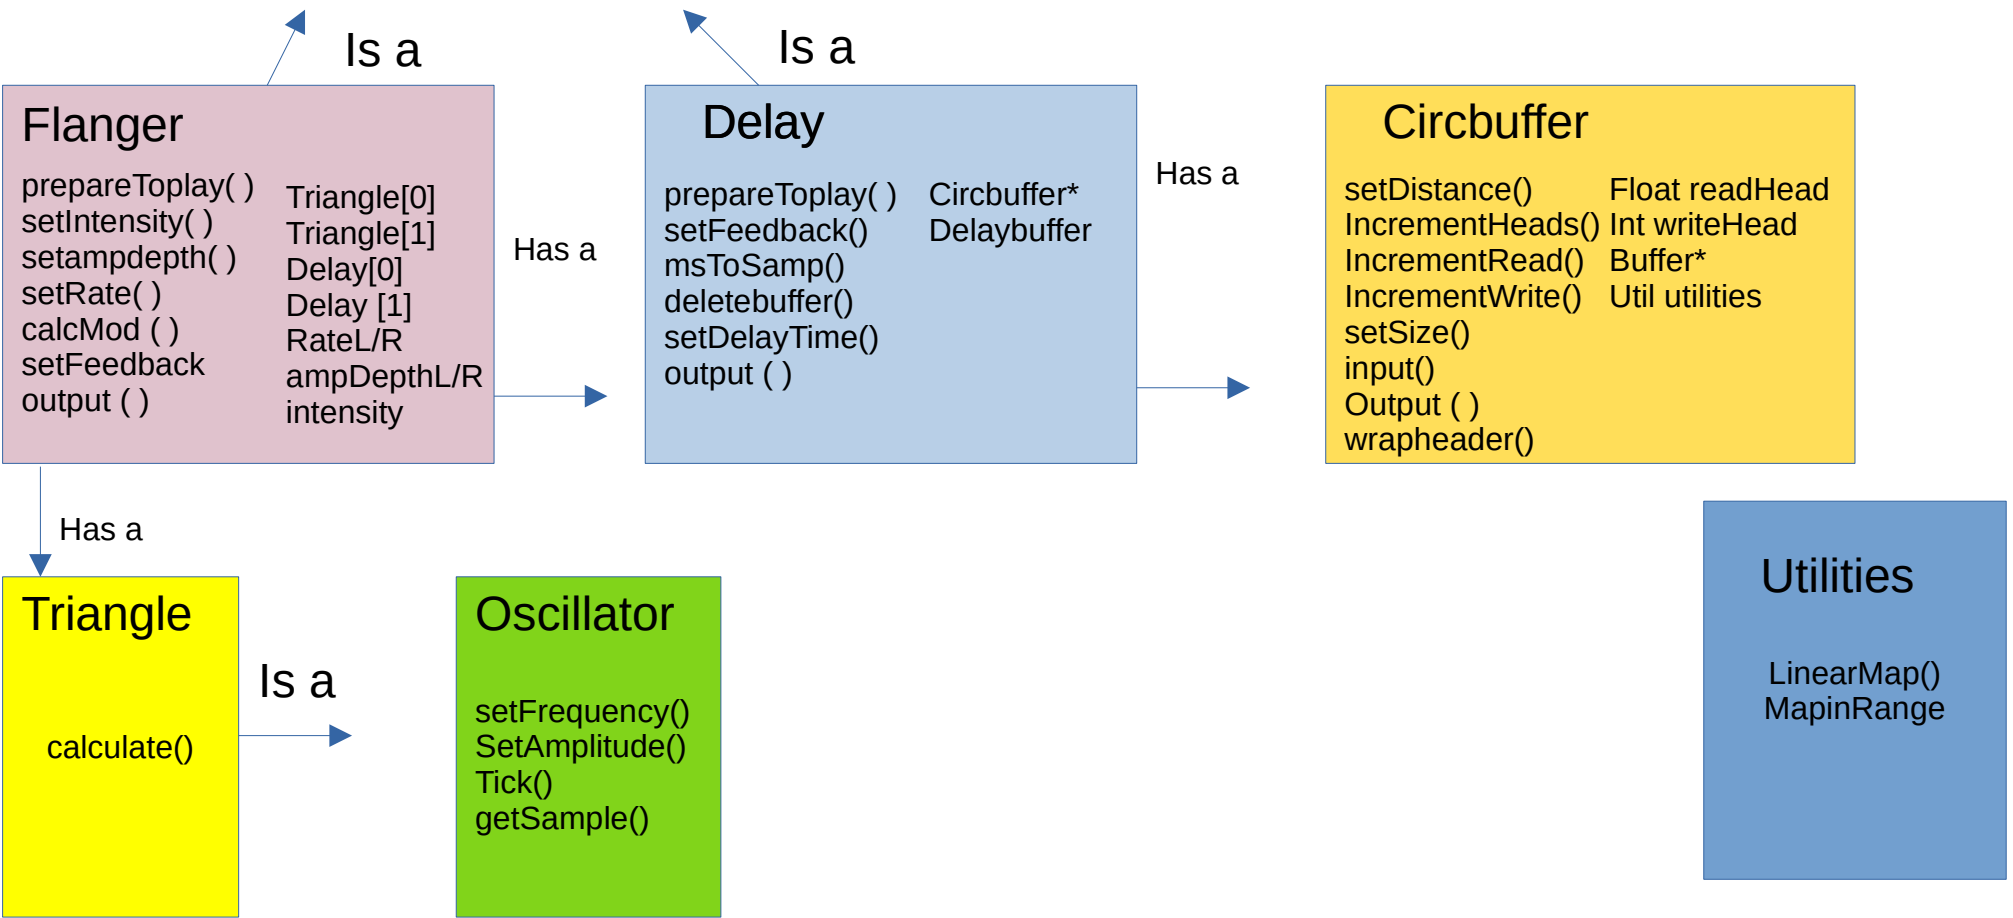 Is a
Is a
Flanger
prepareToplay( )
setIntensity( )
setampdepth( )
setRate( )
calcMod ( )
setFeedback
output ( )
Triangle[0]
Triangle[1]
Delay[0]
Delay [1]
RateL/R
ampDepthL/R
intensity
Has a
Delay
prepareToplay( )
setFeedback()
msToSamp()
deletebuffer()
setDelayTime()
output ( )
Circbuffer*
Delaybuffer
Has a
Circbuffer
setDistance()
IncrementHeads()
IncrementRead()
IncrementWrite()
setSize()
input()
Output ( )
wrapheader()
Float readHead
Int writeHead
Buffer*
Util utilities
Has a
Triangle
calculate()
Is a
Oscillator
setFrequency()
SetAmplitude()
Tick()
getSample()
Utilities
LinearMap()
MapinRange